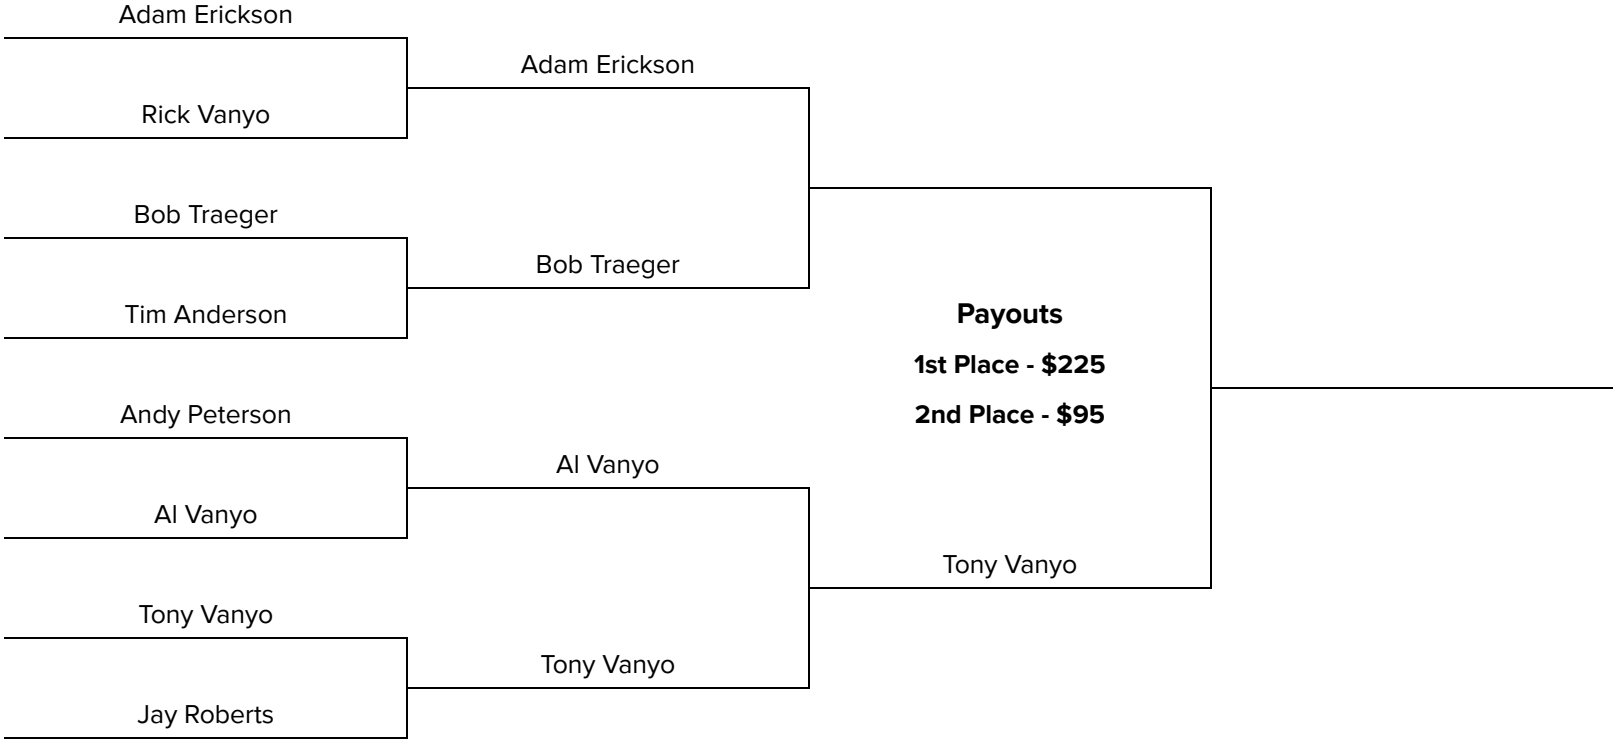 Adam Erickson
Rick Vanyo
Bob Traeger
Tim Anderson
Andy Peterson
Al Vanyo
Tony Vanyo
Jay Roberts
Adam Erickson
Bob Traeger
Al Vanyo
Tony Vanyo
Payouts
1st Place - $225
2nd Place - $95
Tony Vanyo